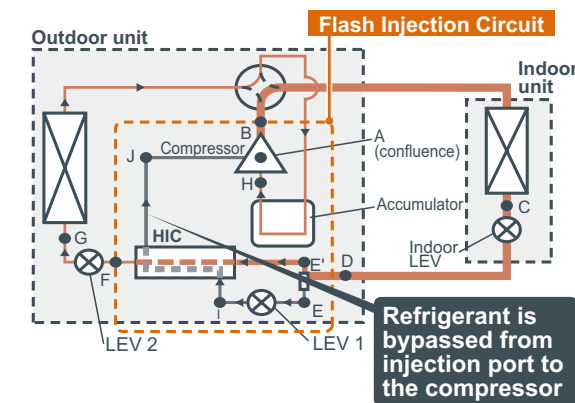 Flash Injection Circuit
Outdoor unit
Indoor
unit
B
A
(confluence)
J
Compressor
H
Accumulator
C
G
HIC
Indoor
LEV
E'
D
F
I
E
LEV 2
LEV 1
Refrigerant is
bypassed from
injection port to
the compressor